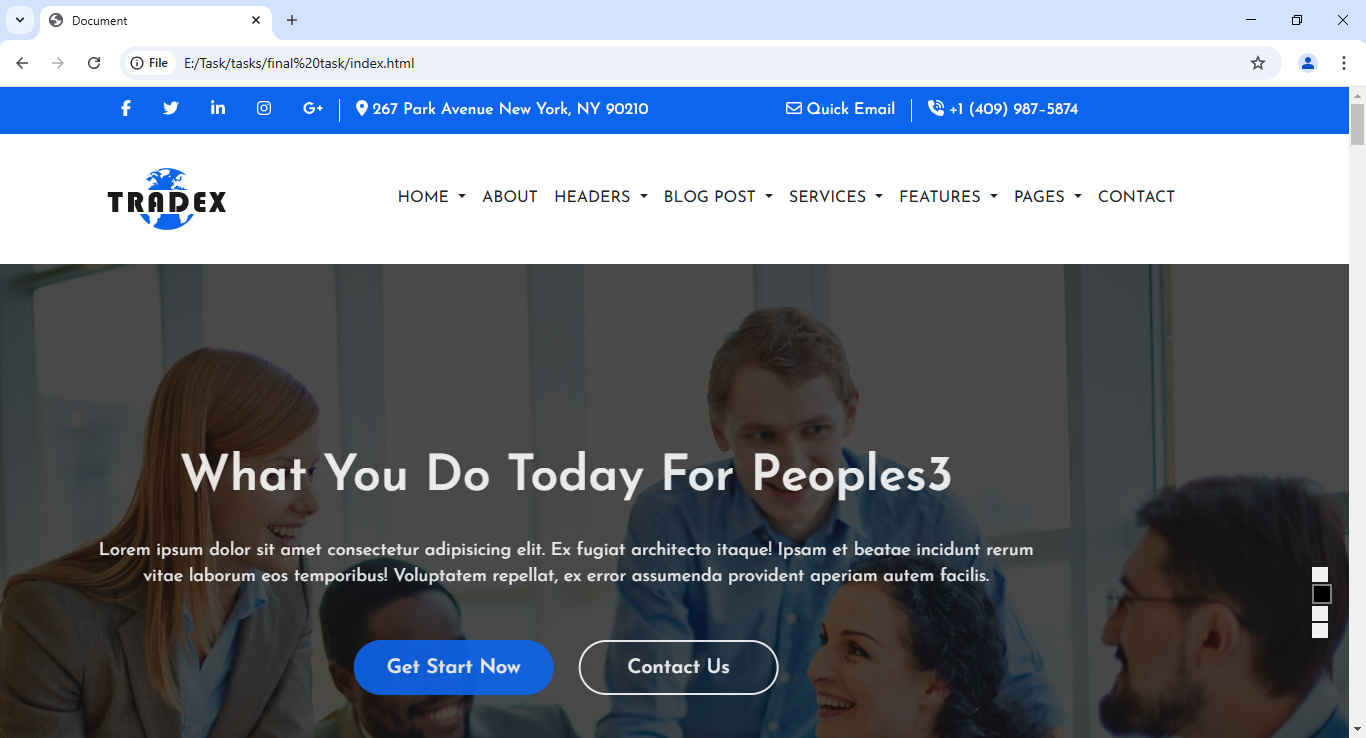 Document
File
E:/Task/tasks/final%20task/index.html
G+ 267 Park Avenue New York, NY 90210 Quick Email +1 (409) 987-5874
TRADEX
HOME ABOUT HEADERS BLOG POST SERVICES FEATURES PAGES CONTACT
What You Do Today For Peoples3
Lorem ipsum dolor sit amet consectetur adipisicing elit. Ex fugiat architecto itaque! Ipsam et beatae incidunt rerum
vitae laborum eos temporibus! Voluptatem repellat, ex error assumenda provident aperiam autem facilis.
Get Start Now Contact Us